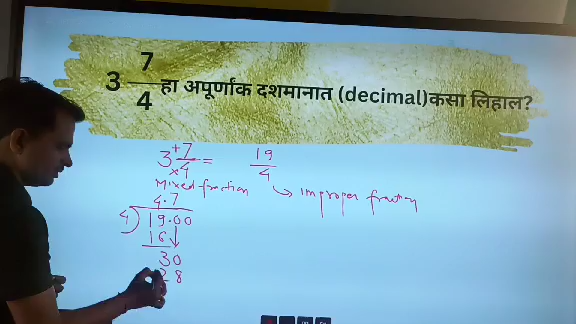 3 7/4 हा अपूर्णांक दशमानात (decimal)कसा लिहाल?
3 +7/×4 = 19/4
Mixed fraction
Improper fraction
4.7
4) 19.00
16
30
28